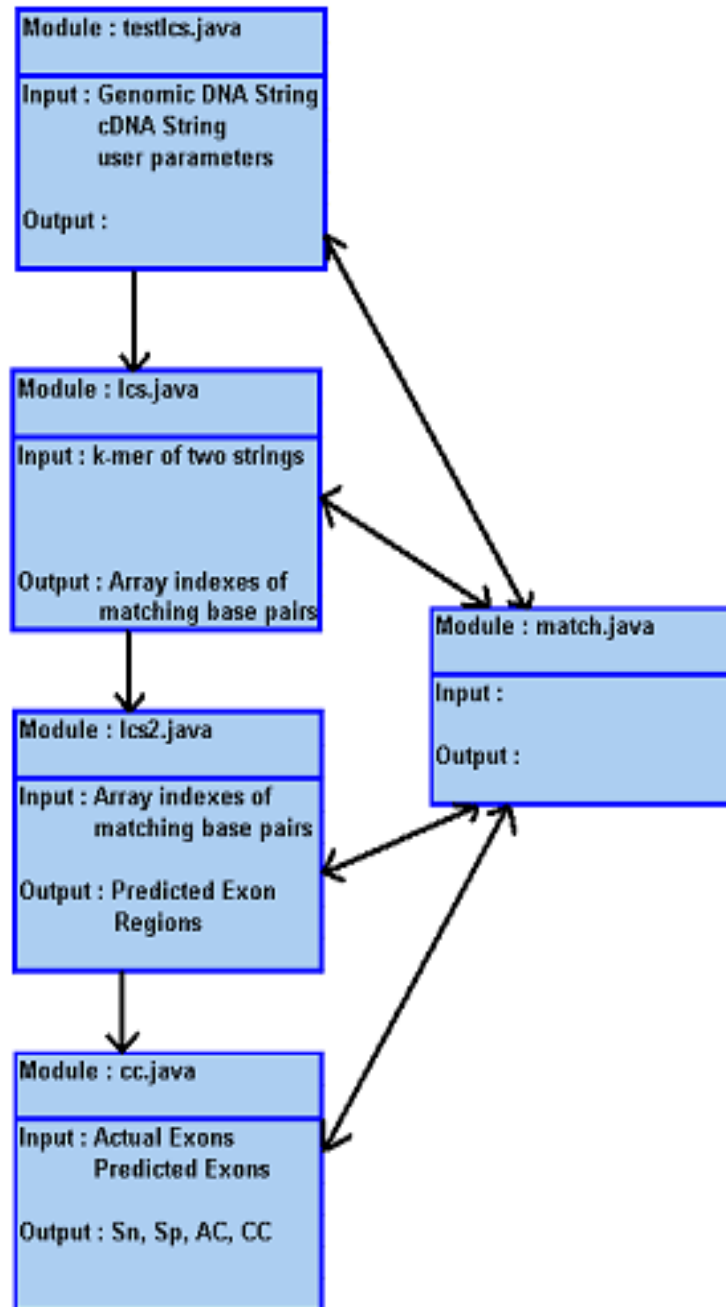 Module : testlcs.java
Input : Genomic DNA String
cDNA String
user parameters
Output :
Module : lcs.java
Input : k-mer of two strings
Output : Array indexes of
matching base pairs
Module : match.java
Input :
Output :
Module : lcs2.java
Input : Array indexes of
matching base pairs
Output : Predicted Exon
Regions
Module : cc.java
Input : Actual Exons
Predicted Exons
Output : Sn, Sp, AC, CC